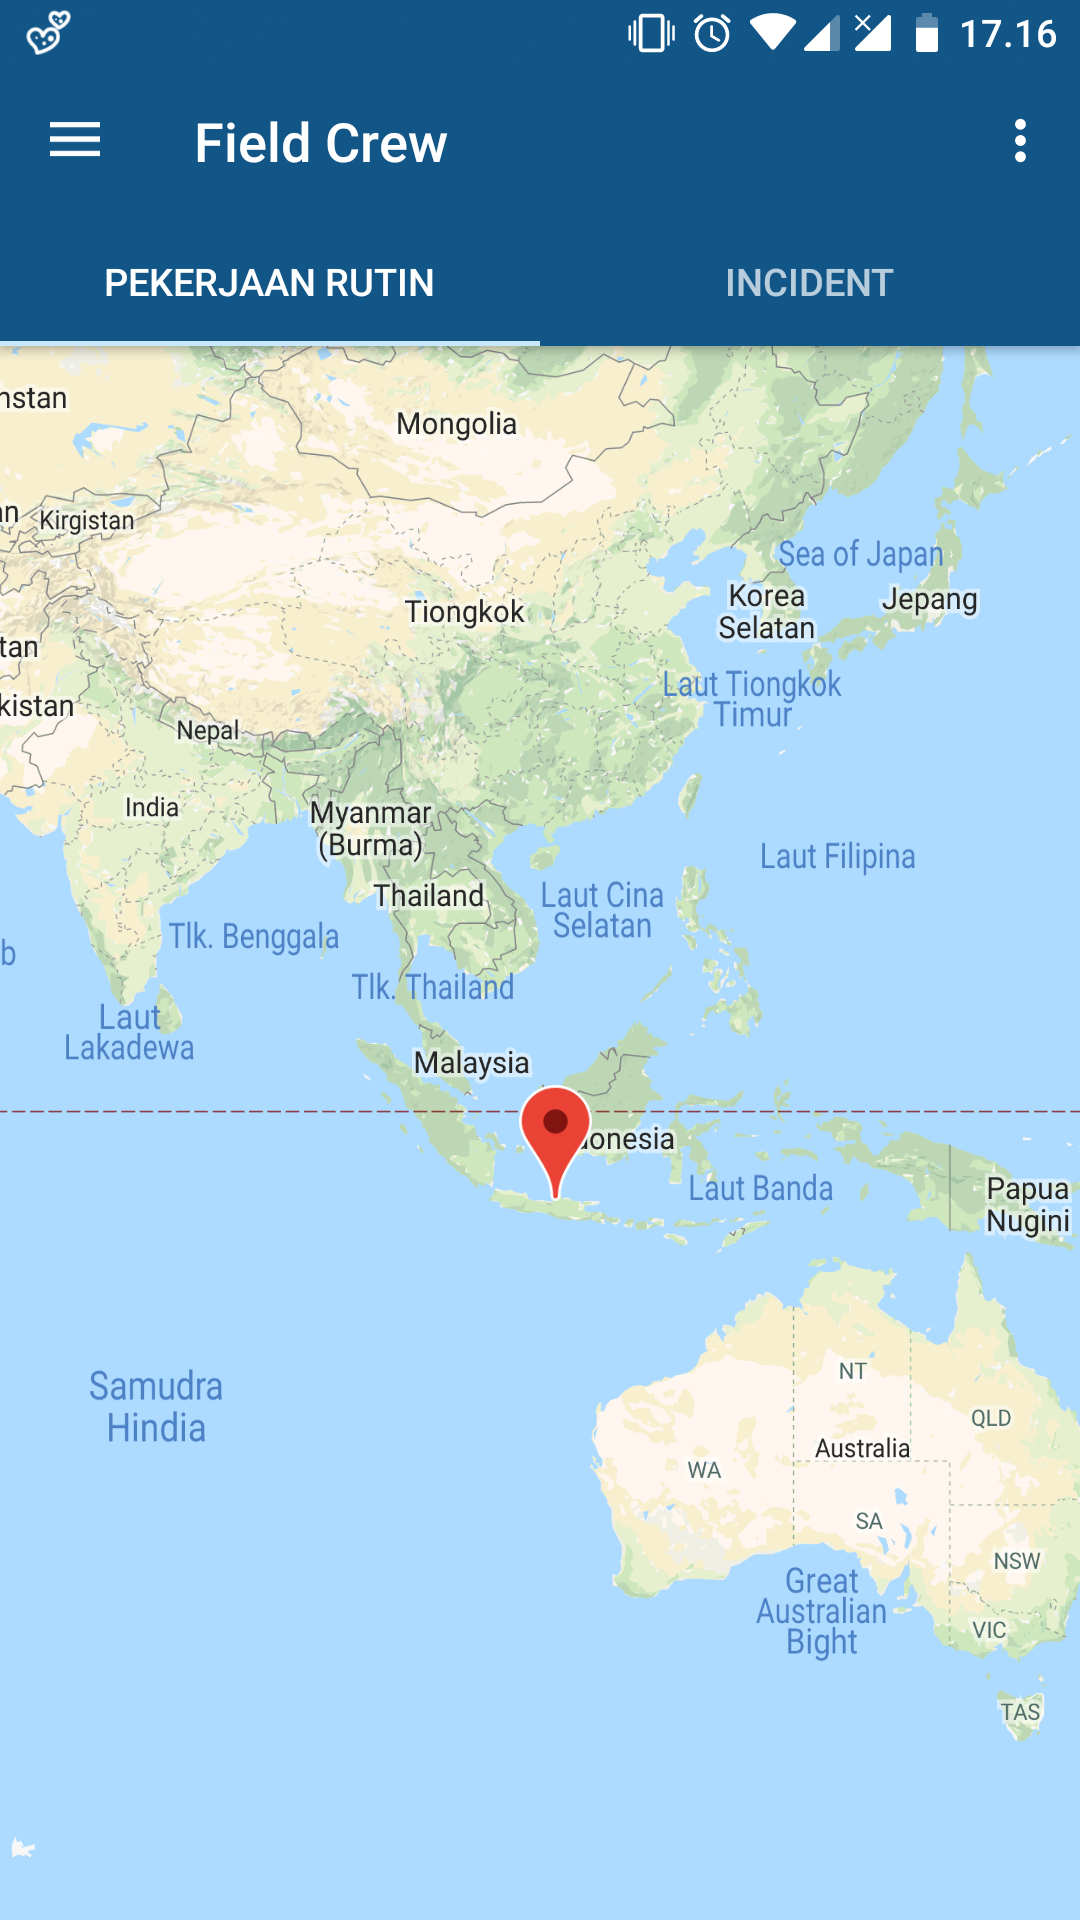 17.16
Field Crew
PEKERJAAN RUTIN
INCIDENT
nstan
Mongolia
an
Kirgistan
Sea of Japan
Korea
Selatan
Jepang
Tiongkok
tan
Laut Tiongkok
Timur
kistan
Nepal
India
Myanmar
(Burma)
Laut Filipina
Thailand
Laut Cina
Selatan
Tlk. Benggala
b
Tlk. Thailand
Laut
Lakadewa
Malaysia
donesia
Laut Banda
Papua
Nugini
Samudra
Hindia
NT
QLD
Australia
WA
SA
NSW
Great
Australian
Bight
VIC
TAS